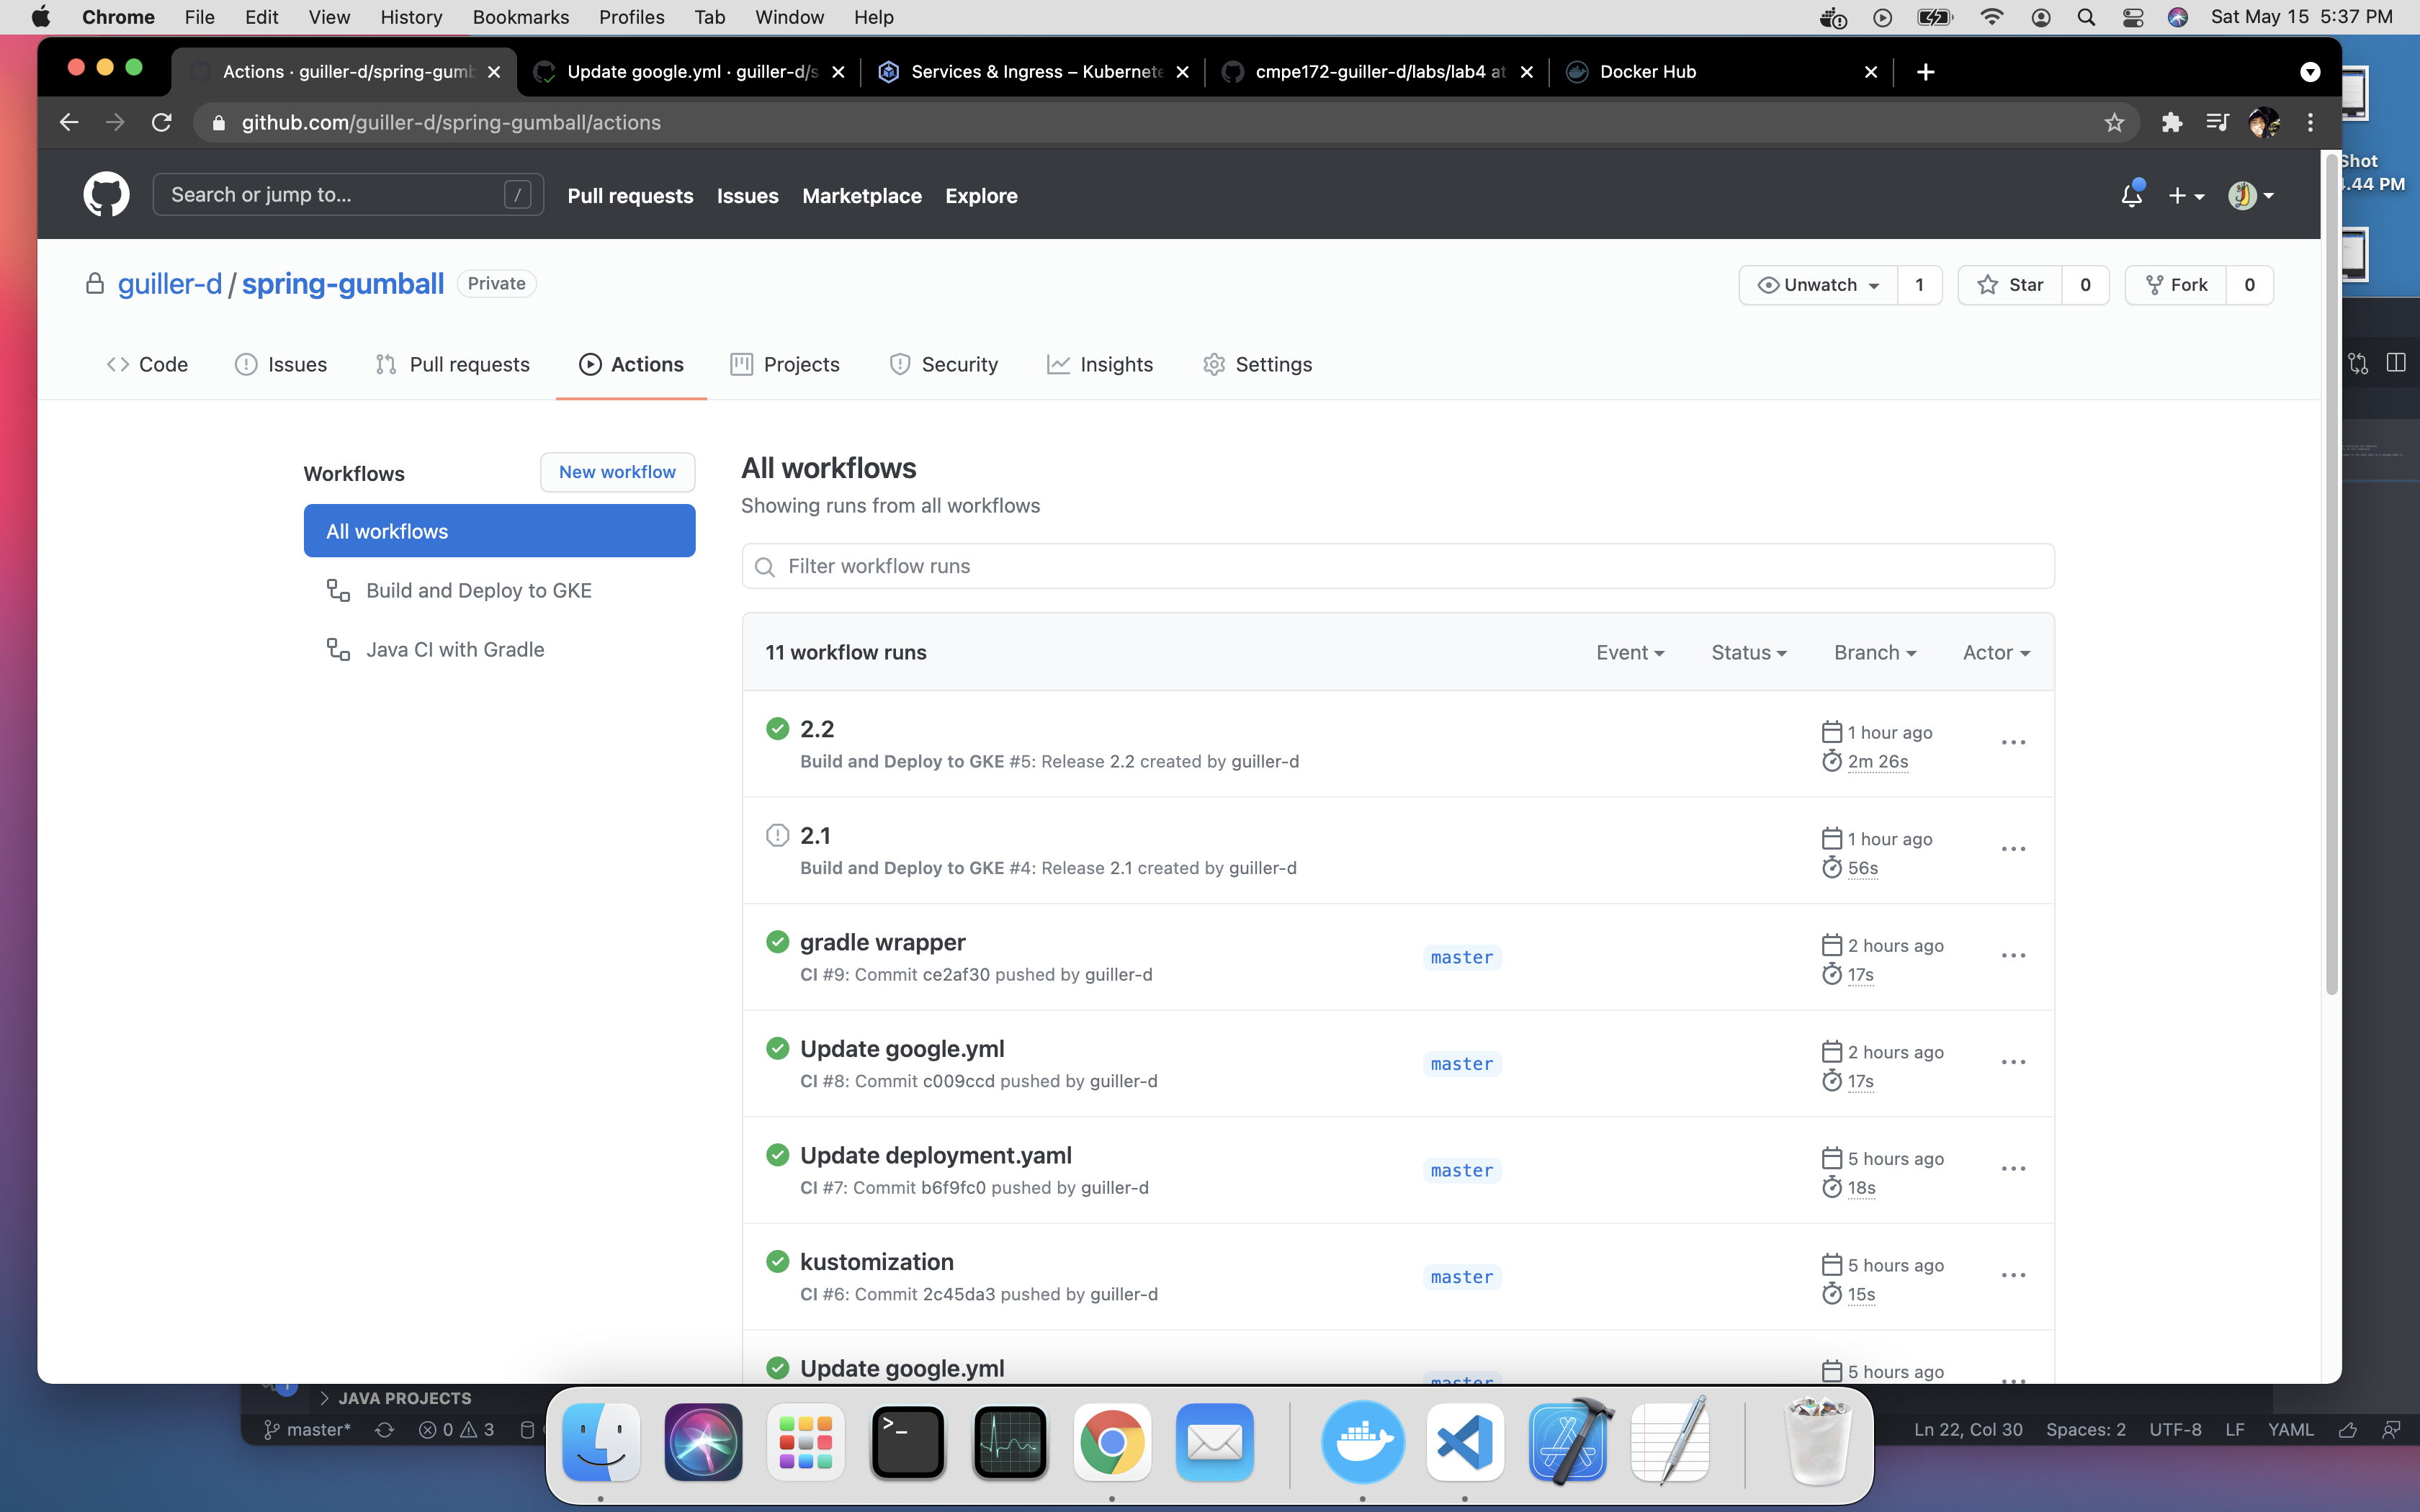 Chrome File Edit View History Bookmarks Profiles Tab Window Help Sat May 15 5:37 PM
Actions · guiller-d/spring-gumb Update google.yml · guiller-d/s Services & Ingress – Kubernete cmpe172-guiller-d/labs/lab4 at Docker Hub
github.com/guiller-d/spring-gumball/actions
Shot
.44 PM
Search or jump to... / Pull requests Issues Marketplace Explore
guiller-d / spring-gumball Private Unwatch 1 Star 0 Fork 0
Code Issues Pull requests Actions Projects Security Insights Settings
Workflows New workflow
All workflows
Build and Deploy to GKE
Java CI with Gradle
All workflows
Showing runs from all workflows
Filter workflow runs
11 workflow runs Event Status Branch Actor
2.2 1 hour ago
Build and Deploy to GKE #5: Release 2.2 created by guiller-d 2m 26s
2.1 1 hour ago
Build and Deploy to GKE #4: Release 2.1 created by guiller-d 56s
gradle wrapper master 2 hours ago
CI #9: Commit ce2af30 pushed by guiller-d 17s
Update google.yml master 2 hours ago
CI #8: Commit c009ccd pushed by guiller-d 17s
Update deployment.yaml master 5 hours ago
CI #7: Commit b6f9fc0 pushed by guiller-d 18s
kustomization master 5 hours ago
CI #6: Commit 2c45da3 pushed by guiller-d 15s
Update google.yml master 5 hours ago
JAVA PROJECTS
master* 0 3 Ln 22, Col 30 Spaces: 2 UTF-8 LF YAML